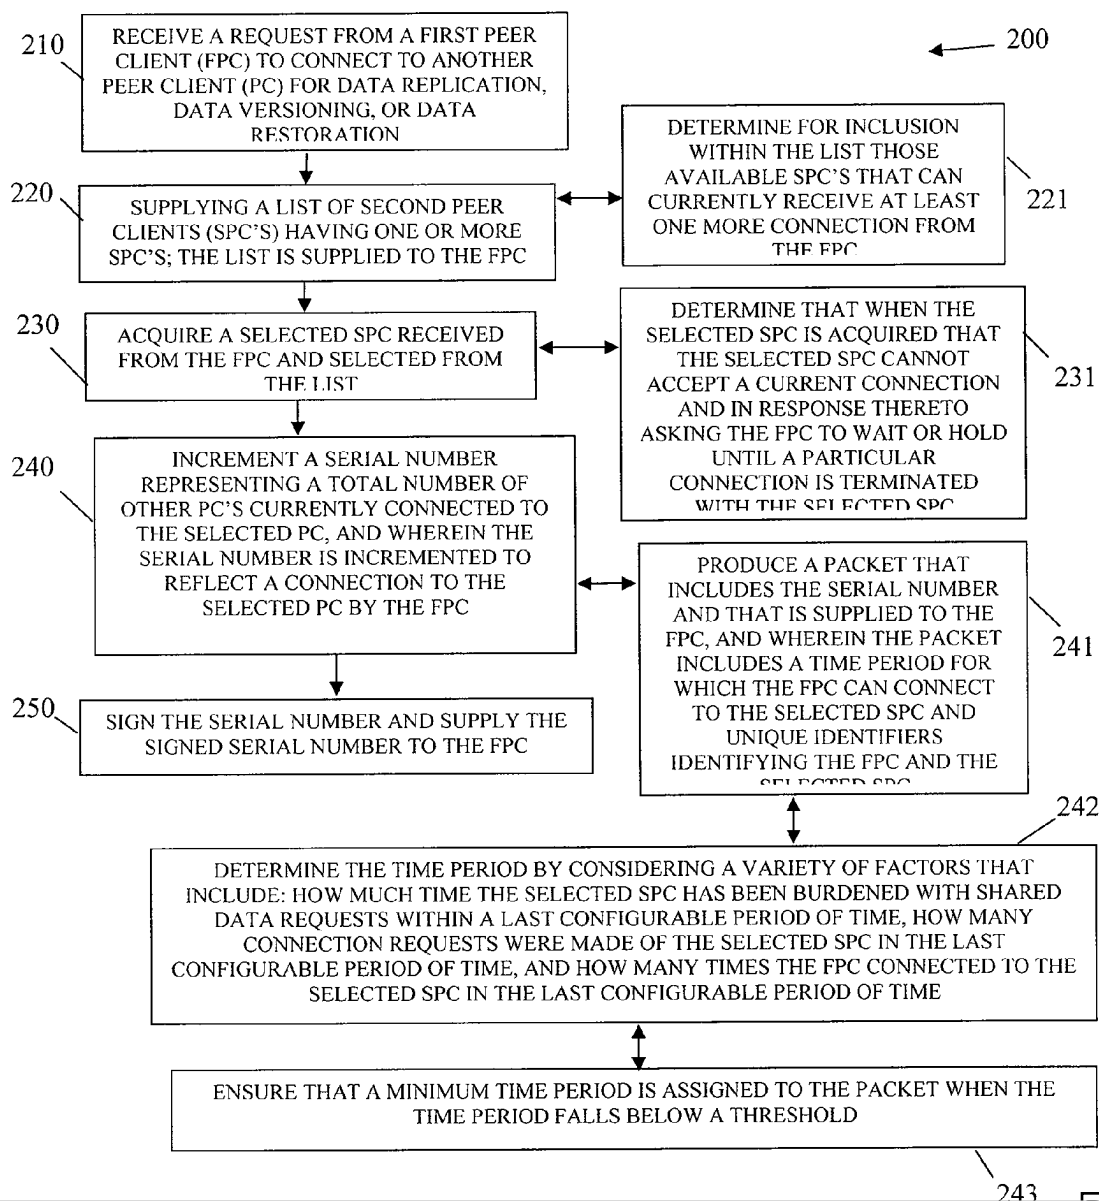 210
RECEIVE A REQUEST FROM A FIRST PEER
CLIENT (FPC) TO CONNECT TO ANOTHER
PEER CLIENT (PC) FOR DATA REPLICATION,
DATA VERSIONING, OR DATA
RESTORATION
200
220
SUPPLYING A LIST OF SECOND PEER
CLIENTS (SPC'S) HAVING ONE OR MORE
SPC'S; THE LIST IS SUPPLIED TO THE FPC
DETERMINE FOR INCLUSION
WITHIN THE LIST THOSE
AVAILABLE SPC'S THAT CAN
CURRENTLY RECEIVE AT LEAST
ONE MORE CONNECTION FROM
THE FPC
221
230
ACQUIRE A SELECTED SPC RECEIVED
FROM THE FPC AND SELECTED FROM
THE LIST
DETERMINE THAT WHEN THE
SELECTED SPC IS ACQUIRED THAT
THE SELECTED SPC CANNOT
ACCEPT A CURRENT CONNECTION
AND IN RESPONSE THERETO
ASKING THE FPC TO WAIT OR HOLD
UNTIL A PARTICULAR
CONNECTION IS TERMINATED
WITH THE SELECTED SPC
231
240
INCREMENT A SERIAL NUMBER
REPRESENTING A TOTAL NUMBER OF
OTHER PC'S CURRENTLY CONNECTED TO
THE SELECTED PC, AND WHEREIN THE
SERIAL NUMBER IS INCREMENTED TO
REFLECT A CONNECTION TO THE
SELECTED PC BY THE FPC
PRODUCE A PACKET THAT
INCLUDES THE SERIAL NUMBER
AND THAT IS SUPPLIED TO THE
FPC, AND WHEREIN THE PACKET
INCLUDES A TIME PERIOD FOR
WHICH THE FPC CAN CONNECT
TO THE SELECTED SPC AND
UNIQUE IDENTIFIERS
IDENTIFYING THE FPC AND THE
SELECTED SPC
241
250
SIGN THE SERIAL NUMBER AND SUPPLY THE
SIGNED SERIAL NUMBER TO THE FPC
242
DETERMINE THE TIME PERIOD BY CONSIDERING A VARIETY OF FACTORS THAT
INCLUDE: HOW MUCH TIME THE SELECTED SPC HAS BEEN BURDENED WITH SHARED
DATA REQUESTS WITHIN A LAST CONFIGURABLE PERIOD OF TIME, HOW MANY
CONNECTION REQUESTS WERE MADE OF THE SELECTED SPC IN THE LAST
CONFIGURABLE PERIOD OF TIME, AND HOW MANY TIMES THE FPC CONNECTED TO THE
SELECTED SPC IN THE LAST CONFIGURABLE PERIOD OF TIME
ENSURE THAT A MINIMUM TIME PERIOD IS ASSIGNED TO THE PACKET WHEN THE
TIME PERIOD FALLS BELOW A THRESHOLD
243